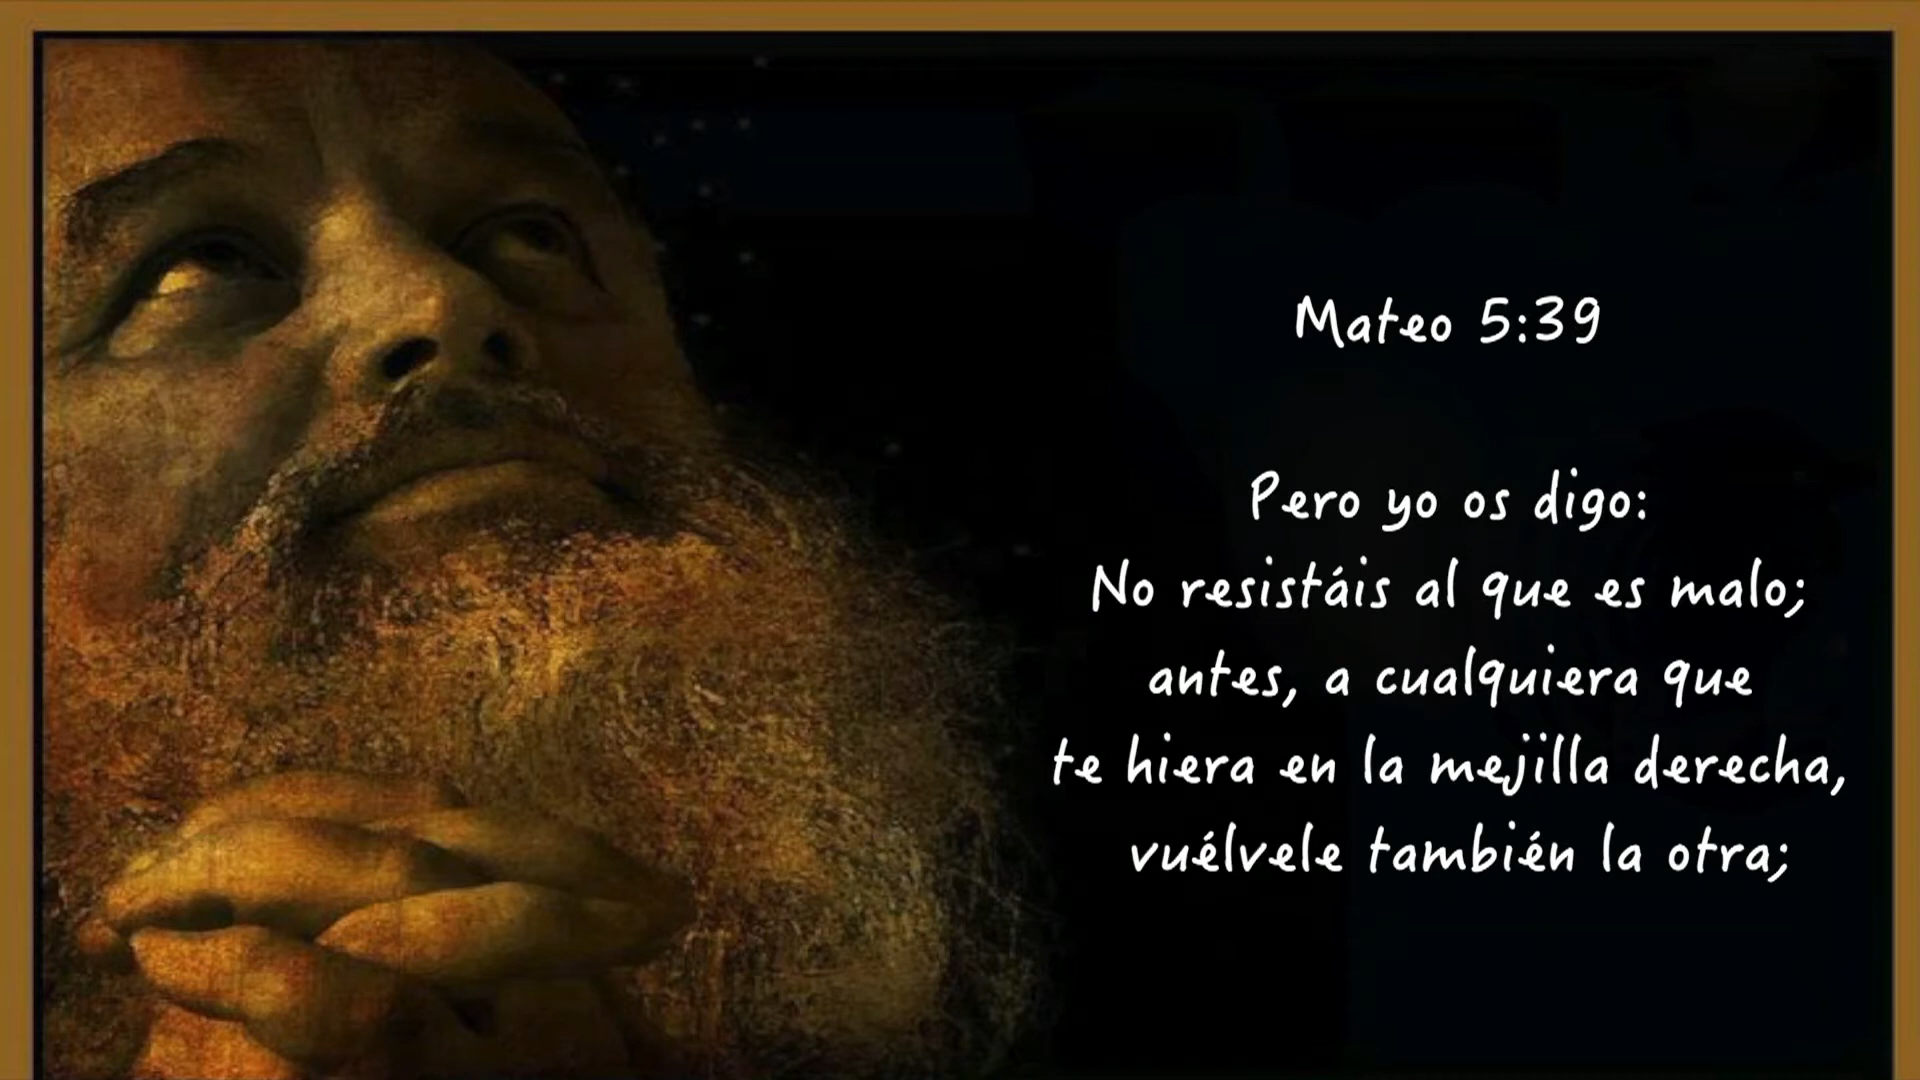 Mateo 5:39
Pero yo os digo:
No resistáis al que es malo;
antes, a cualquiera que
te hiera en la mejilla derecha,
vuélvele también la otra;